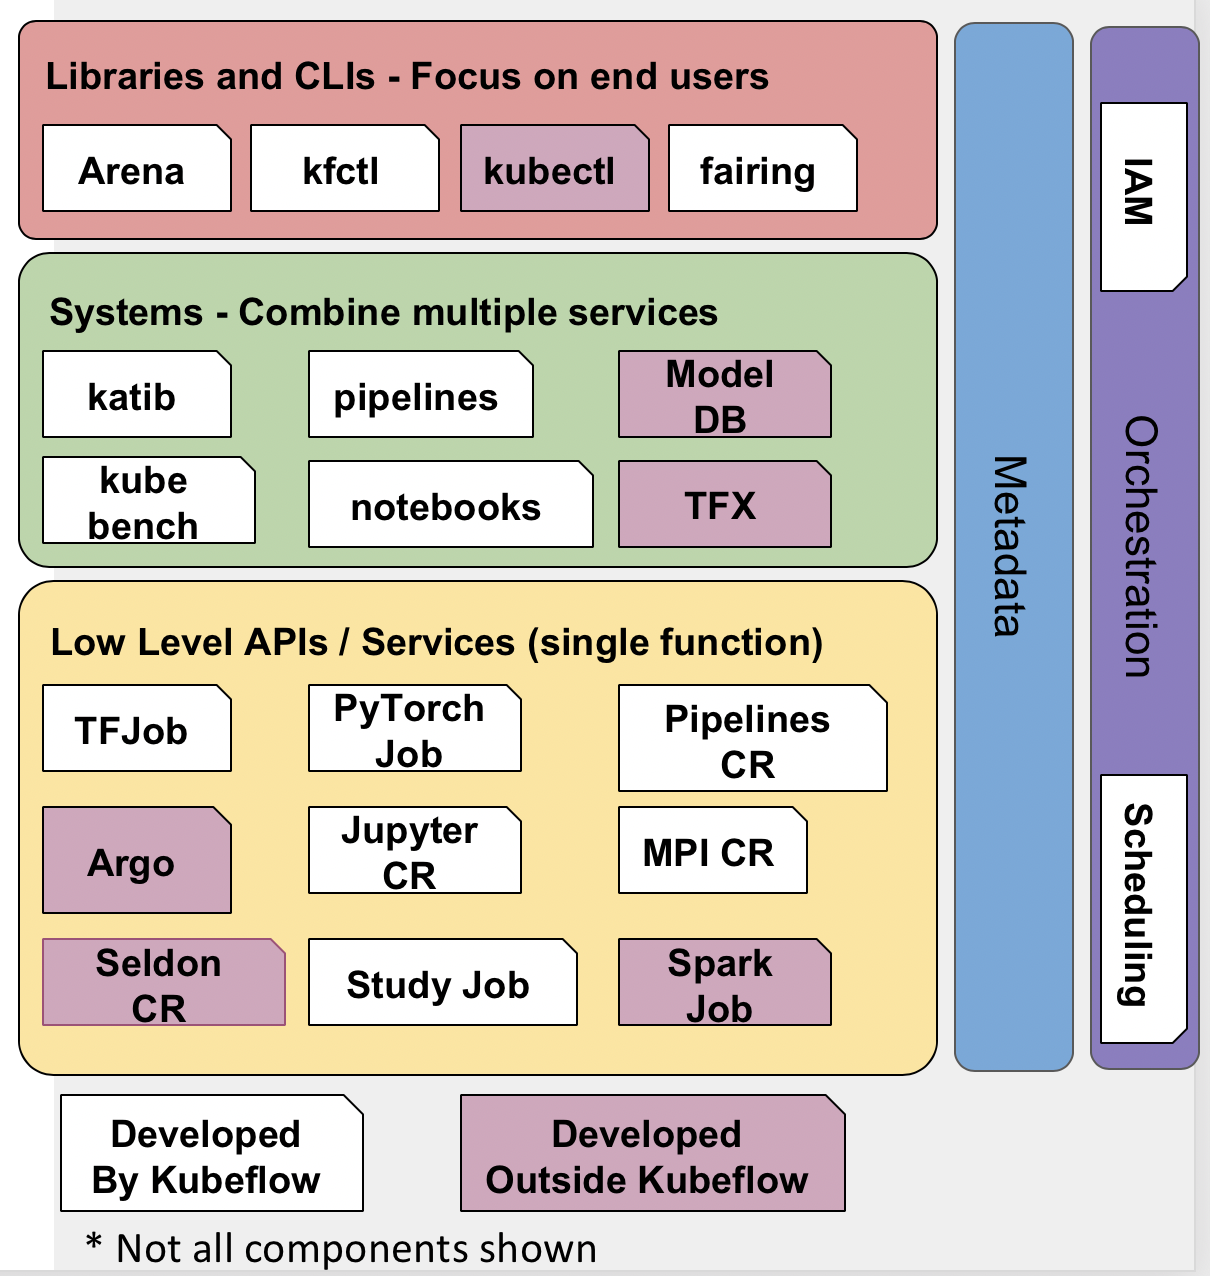 Libraries and CLIs - Focus on end users
Arena
kfctl
kubectl
fairing
Systems - Combine multiple services
katib
pipelines
Model
DB
kube
bench
notebooks
TFX
Low Level APIs / Services (single function)
TFJob
PyTorch
Job
Pipelines
CR
Argo
Jupyter
CR
MPI CR
Seldon
CR
Study Job
Spark
Job
Metadata
IAM
Orchestration
Scheduling
Developed
By Kubeflow
Developed
Outside Kubeflow
* Not all components shown